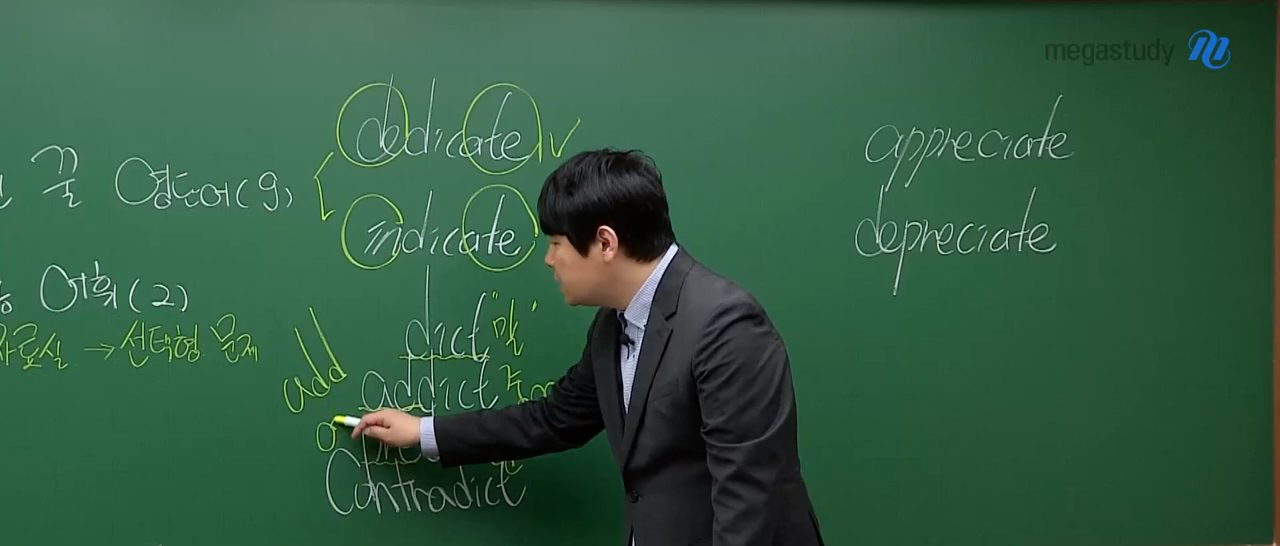 megastudy
꼴 영단어(9)
어휘(2)
자료실 → 선택형 문제
dedicate v
indicate
dict "말"
add
addict
Contradict
appreciate
depreciate